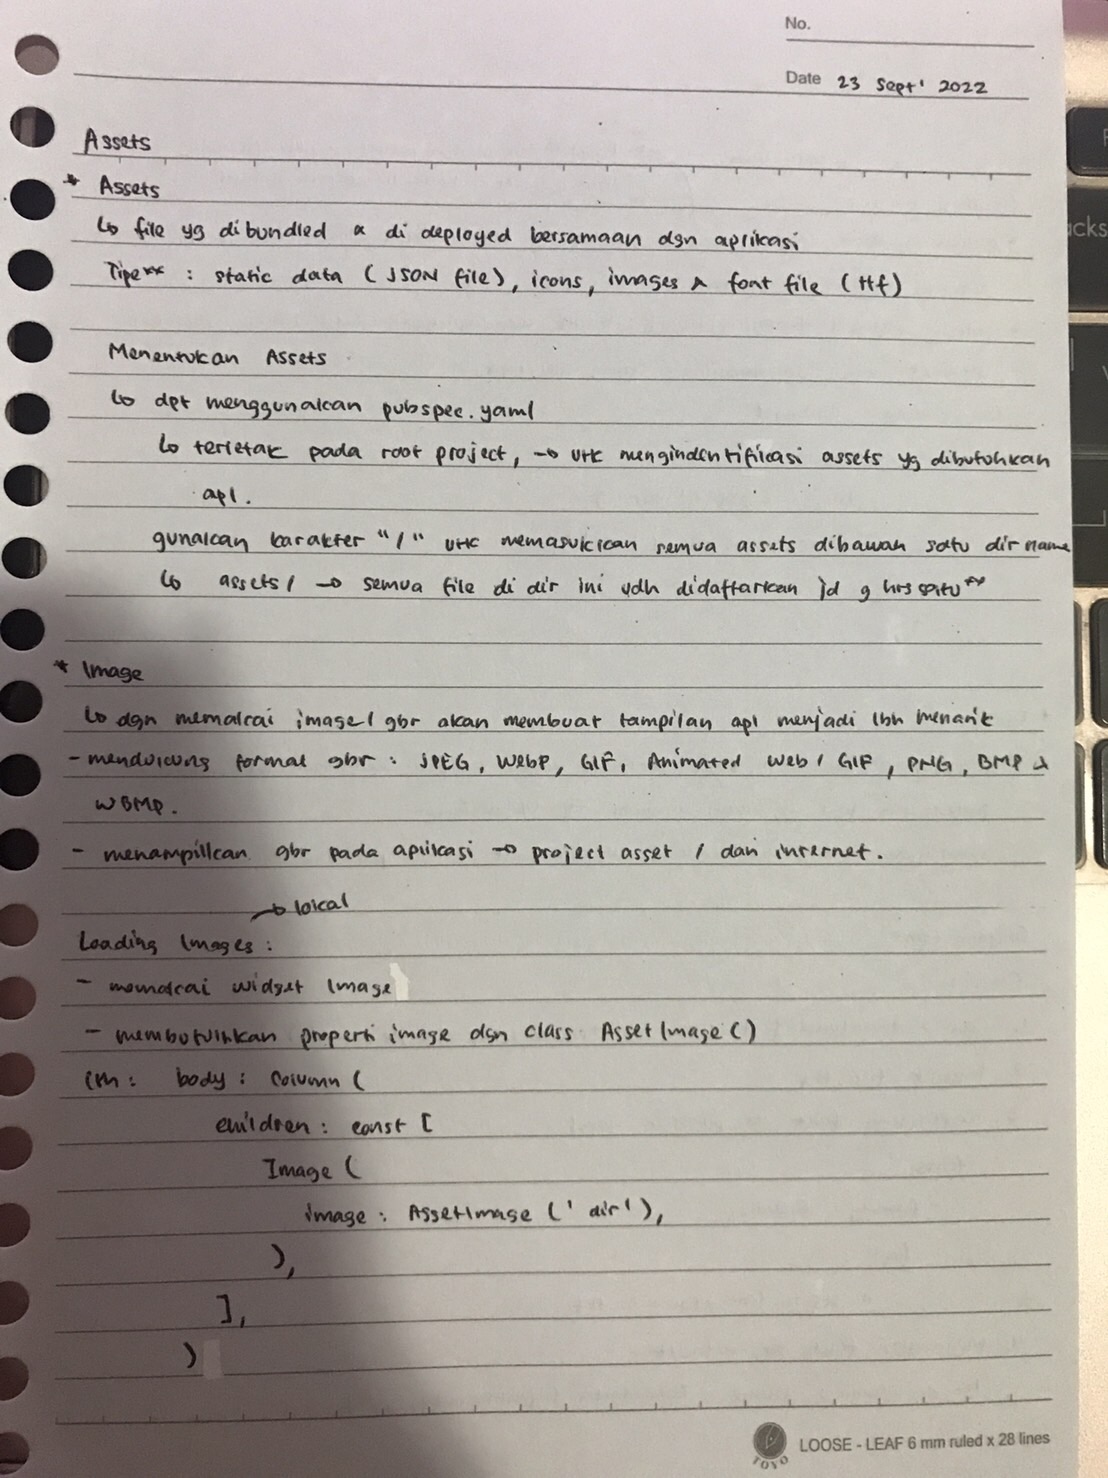 No.
Date 23 Sept' 2022
Assets
* Assets
↳ file yg dibundled & di deployed bersamaan dgn aplikasi
Tipe** : static data (JSON file), icons, images & font file (ttf)
Menentukan Assets
↳ dpt menggunakan pubspec.yaml
↳ terletak pada root project, → utk mengindentifikasi assets yg dibutuhkan
apl.
gunakan karakter "/" utk memasukkan semua assets dibawah satu dir name
↳ assets/ → semua file di dir ini udh didaftarkan jd g hrs satu**
* Image
↳ dgn memakai image/gbr akan membuat tampilan apl menjadi lbh menarik
- mendukung format gbr : JPEG, WebP, GIF, Animated Web / GIF, PNG, BMP &
WBMP.
- menampilkan gbr pada aplikasi → project asset / dan internet.
→ lokal
Loading Images :
- memakai widget Image
- membutuhkan properti image dgn class AssetImage()
body : Column (
children : const [
Image (
image : AssetImage ('dir'),
),
],
)
TOYO
LOOSE - LEAF 6 mm ruled x 28 lines